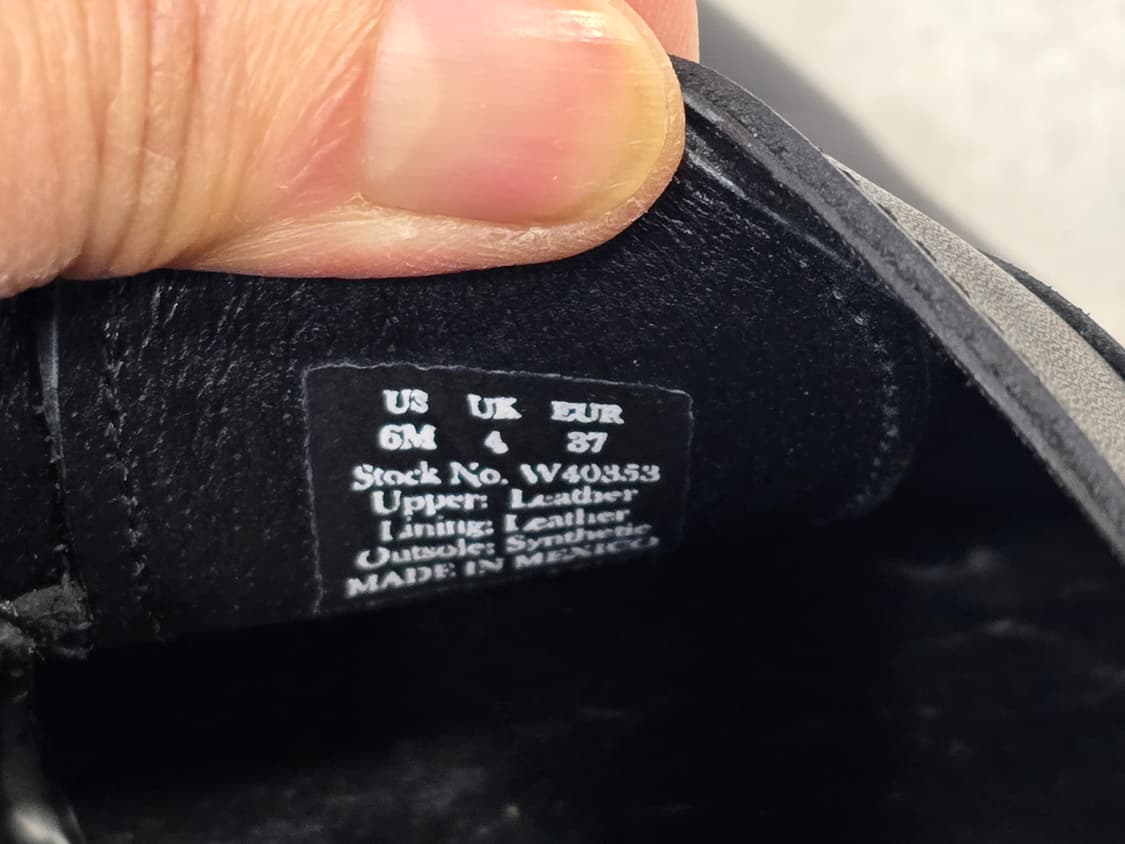 US UK EUR
6M 4 37
Stock No. W40353
Upper: Leather
Lining: Leather
Outsole: Synthetic
MADE IN MEXICO